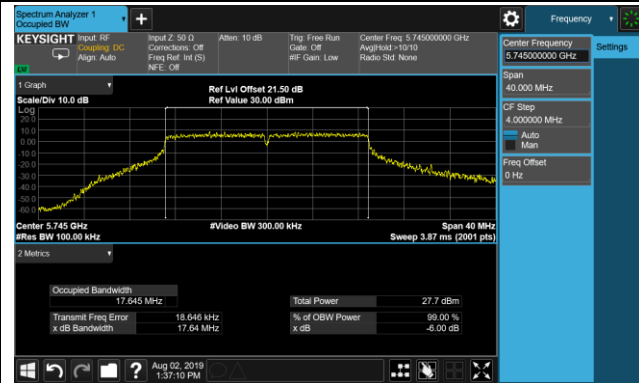 Spectrum Analyzer 1
Occupied BW
Frequency
KEYSIGHT
Input: RF
Coupling: DC
Align: Auto
Input Z: 50 Ω
Corrections: Off
Freq Ref: Int (S)
NFE: Off
Atten: 10 dB
Trig: Free Run
Gate: Off
#IF Gain: Low
Center Freq: 5.745000000 GHz
Avg|Hold:>10/10
Radio Std: None
LXI
Center Frequency
5.745000000 GHz
Settings
Span
40.000 MHz
CF Step
4.000000 MHz
Auto
Man
Freq Offset
0 Hz
1 Graph
Scale/Div 10.0 dB
Ref Lvl Offset 21.50 dB
Ref Value 30.00 dBm
Log
20.0
10.0
0.00
-10.0
-20.0
-30.0
-40.0
-50.0
-60.0
Center 5.745 GHz
#Res BW 100.00 kHz
#Video BW 300.00 kHz
Span 40 MHz
Sweep 3.87 ms (2001 pts)
2 Metrics
Occupied Bandwidth
17.645 MHz
Total Power 27.7 dBm
Transmit Freq Error 18.646 kHz
% of OBW Power 99.00 %
x dB Bandwidth 17.64 MHz
x dB -6.00 dB
?
Aug 02, 2019
1:37:10 PM